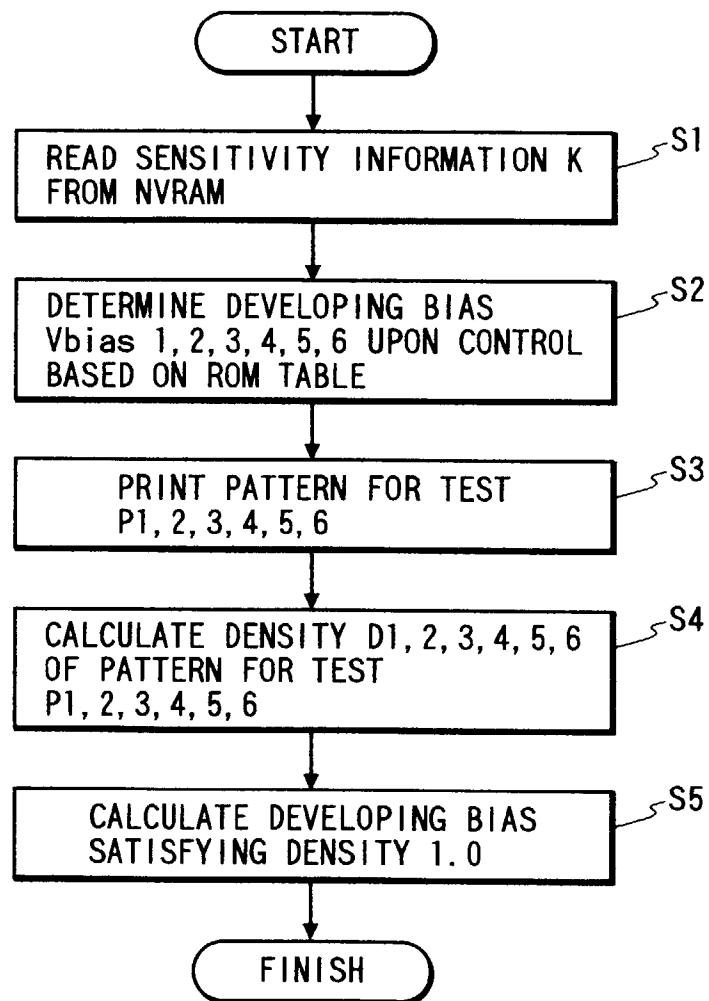 START
S1
READ SENSITIVITY INFORMATION K
FROM NVRAM
S2
DETERMINE DEVELOPING BIAS
Vbias 1, 2, 3, 4, 5, 6 UPON CONTROL
BASED ON ROM TABLE
S3
PRINT PATTERN FOR TEST
P1, 2, 3, 4, 5, 6
S4
CALCULATE DENSITY D1, 2, 3, 4, 5, 6
OF PATTERN FOR TEST
P1, 2, 3, 4, 5, 6
S5
CALCULATE DEVELOPING BIAS
SATISFYING DENSITY 1.0
FINISH